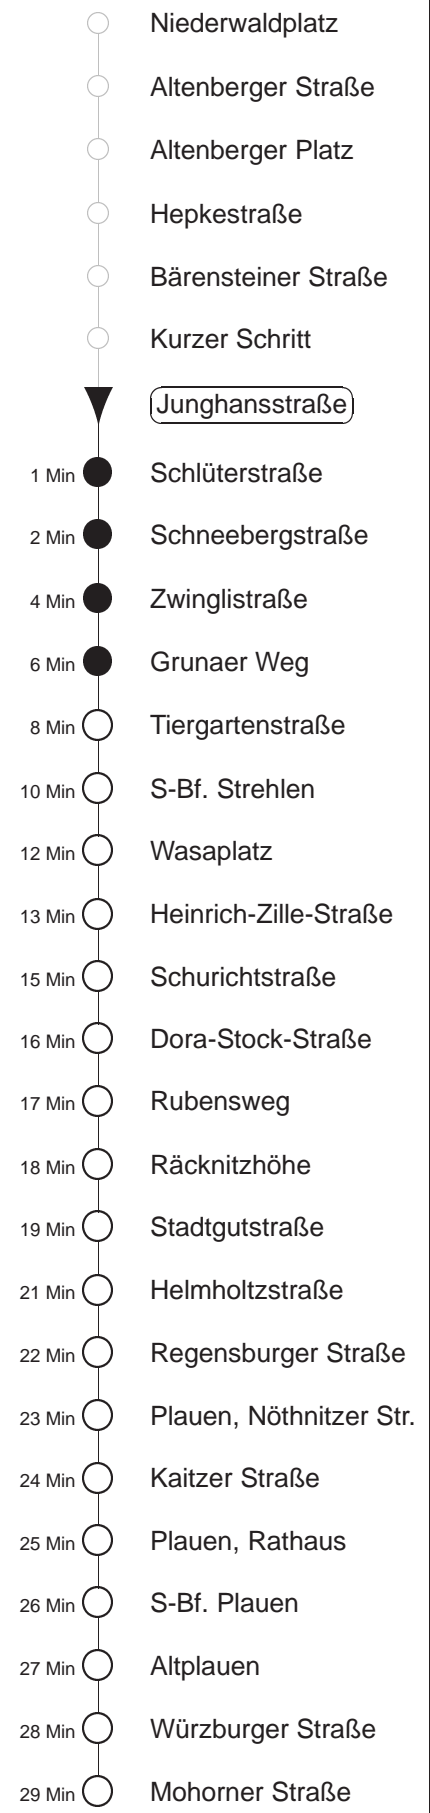 Niederwaldplatz
Altenberger Straße
Altenberger Platz
Hepkestraße
Bärensteiner Straße
Kurzer Schritt
Junghansstraße
1 Min Schlüterstraße
2 Min Schneebergstraße
4 Min Zwinglistraße
6 Min Grunaer Weg
8 Min Tiergartenstraße
10 Min S-Bf. Strehlen
12 Min Wasaplatz
13 Min Heinrich-Zille-Straße
15 Min Schurichtstraße
16 Min Dora-Stock-Straße
17 Min Rubensweg
18 Min Räcknitzhöhe
19 Min Stadtgutstraße
21 Min Helmholtzstraße
22 Min Regensburger Straße
23 Min Plauen, Nöthnitzer Str.
24 Min Kaitzer Straße
25 Min Plauen, Rathaus
26 Min S-Bf. Plauen
27 Min Altplauen
28 Min Würzburger Straße
29 Min Mohorner Straße